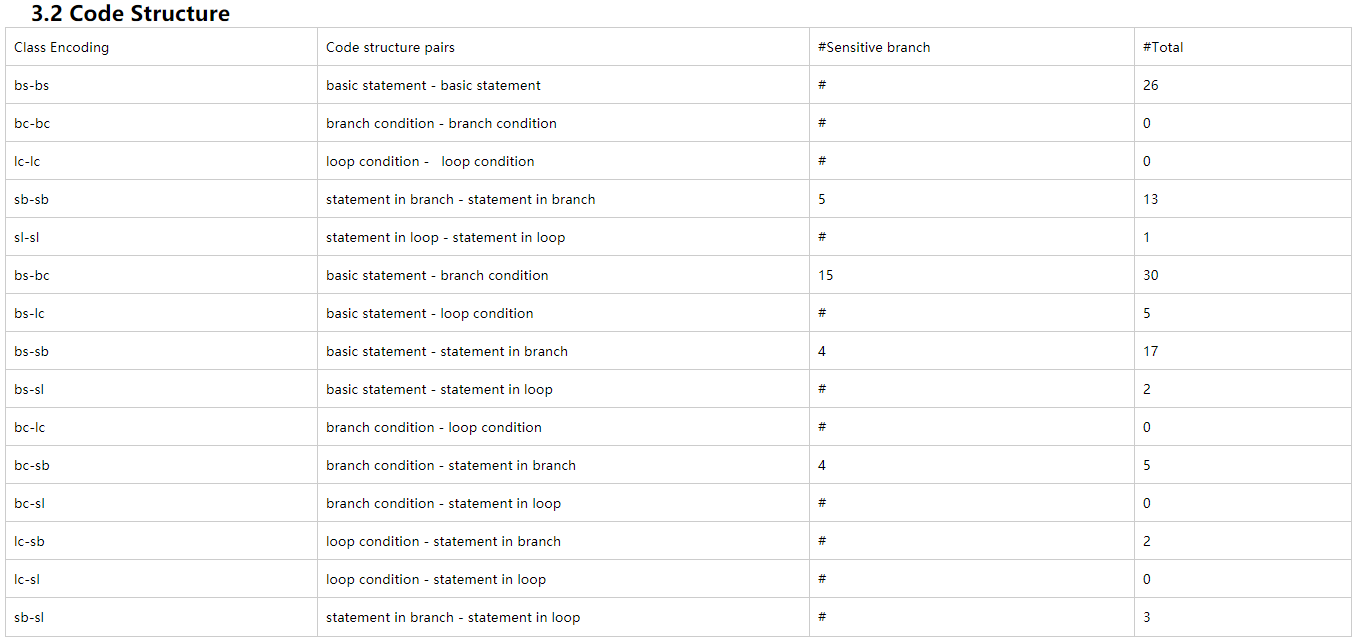 3.2 Code Structure
Class Encoding Code structure pairs #Sensitive branch #Total
bs-bs basic statement - basic statement # 26
bc-bc branch condition - branch condition # 0
lc-lc loop condition -   loop condition # 0
sb-sb statement in branch - statement in branch 5 13
sl-sl statement in loop - statement in loop # 1
bs-bc basic statement - branch condition 15 30
bs-lc basic statement - loop condition # 5
bs-sb basic statement - statement in branch 4 17
bs-sl basic statement - statement in loop # 2
bc-lc branch condition - loop condition # 0
bc-sb branch condition - statement in branch 4 5
bc-sl branch condition - statement in loop # 0
lc-sb loop condition - statement in branch # 2
lc-sl loop condition - statement in loop # 0
sb-sl statement in branch - statement in loop # 3